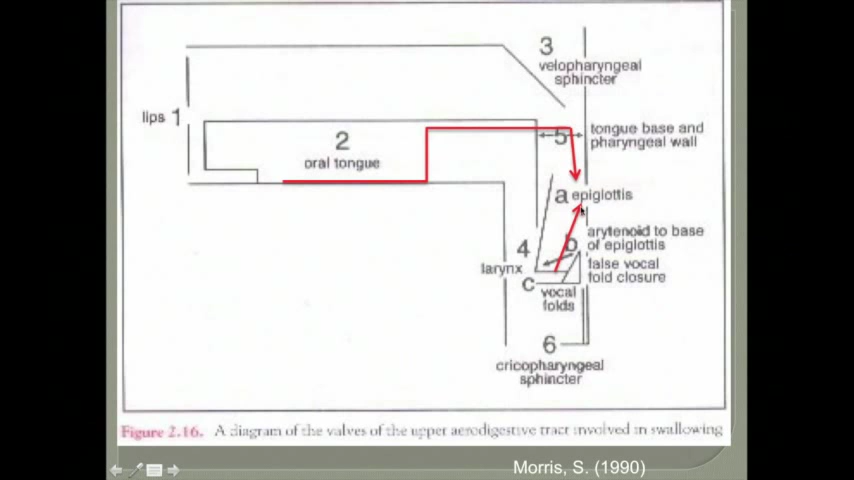 3
velopharyngeal
sphincter
lips 1
2
oral tongue
5
tongue base and
pharyngeal wall
a epiglottis
b
arytenoid to base
of epiglottis
4
larynx
false vocal
fold closure
c
vocal
folds
6
cricopharyngeal
sphincter
Figure 2.16. A diagram of the valves of the upper aerodigestive tract involved in swallowing
Morris, S. (1990)